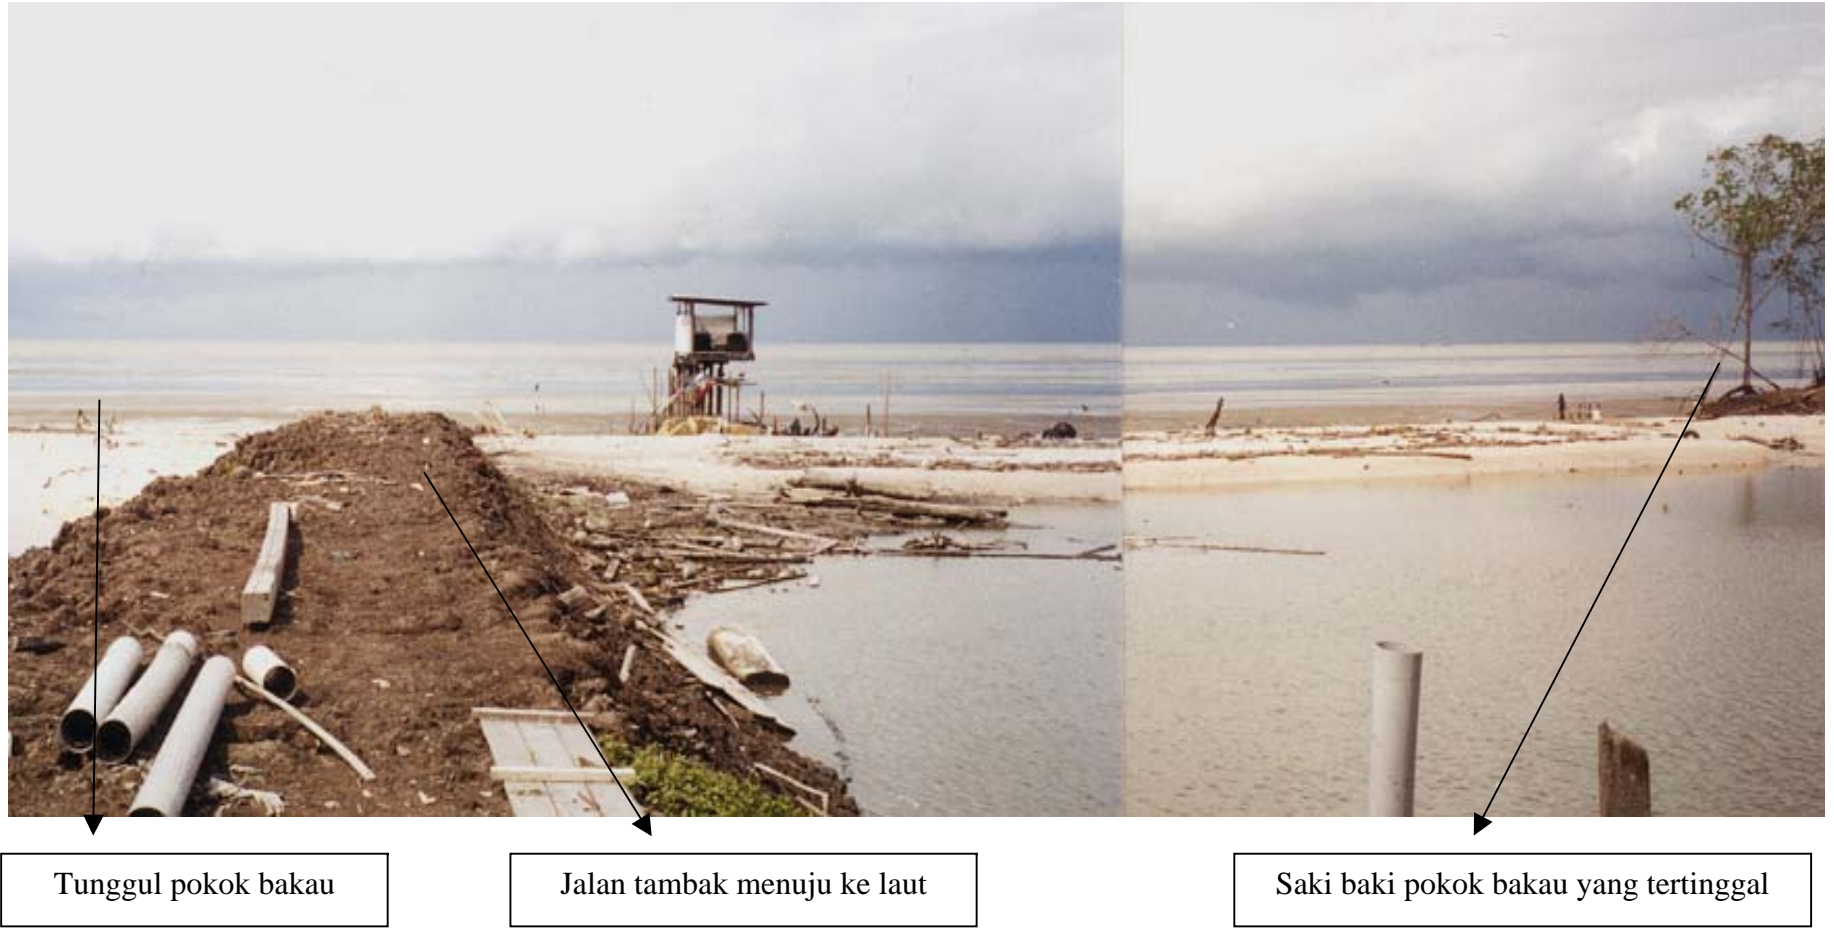 Tunggul pokok bakau
Jalan tambak menuju ke laut
Saki baki pokok bakau yang tertinggal